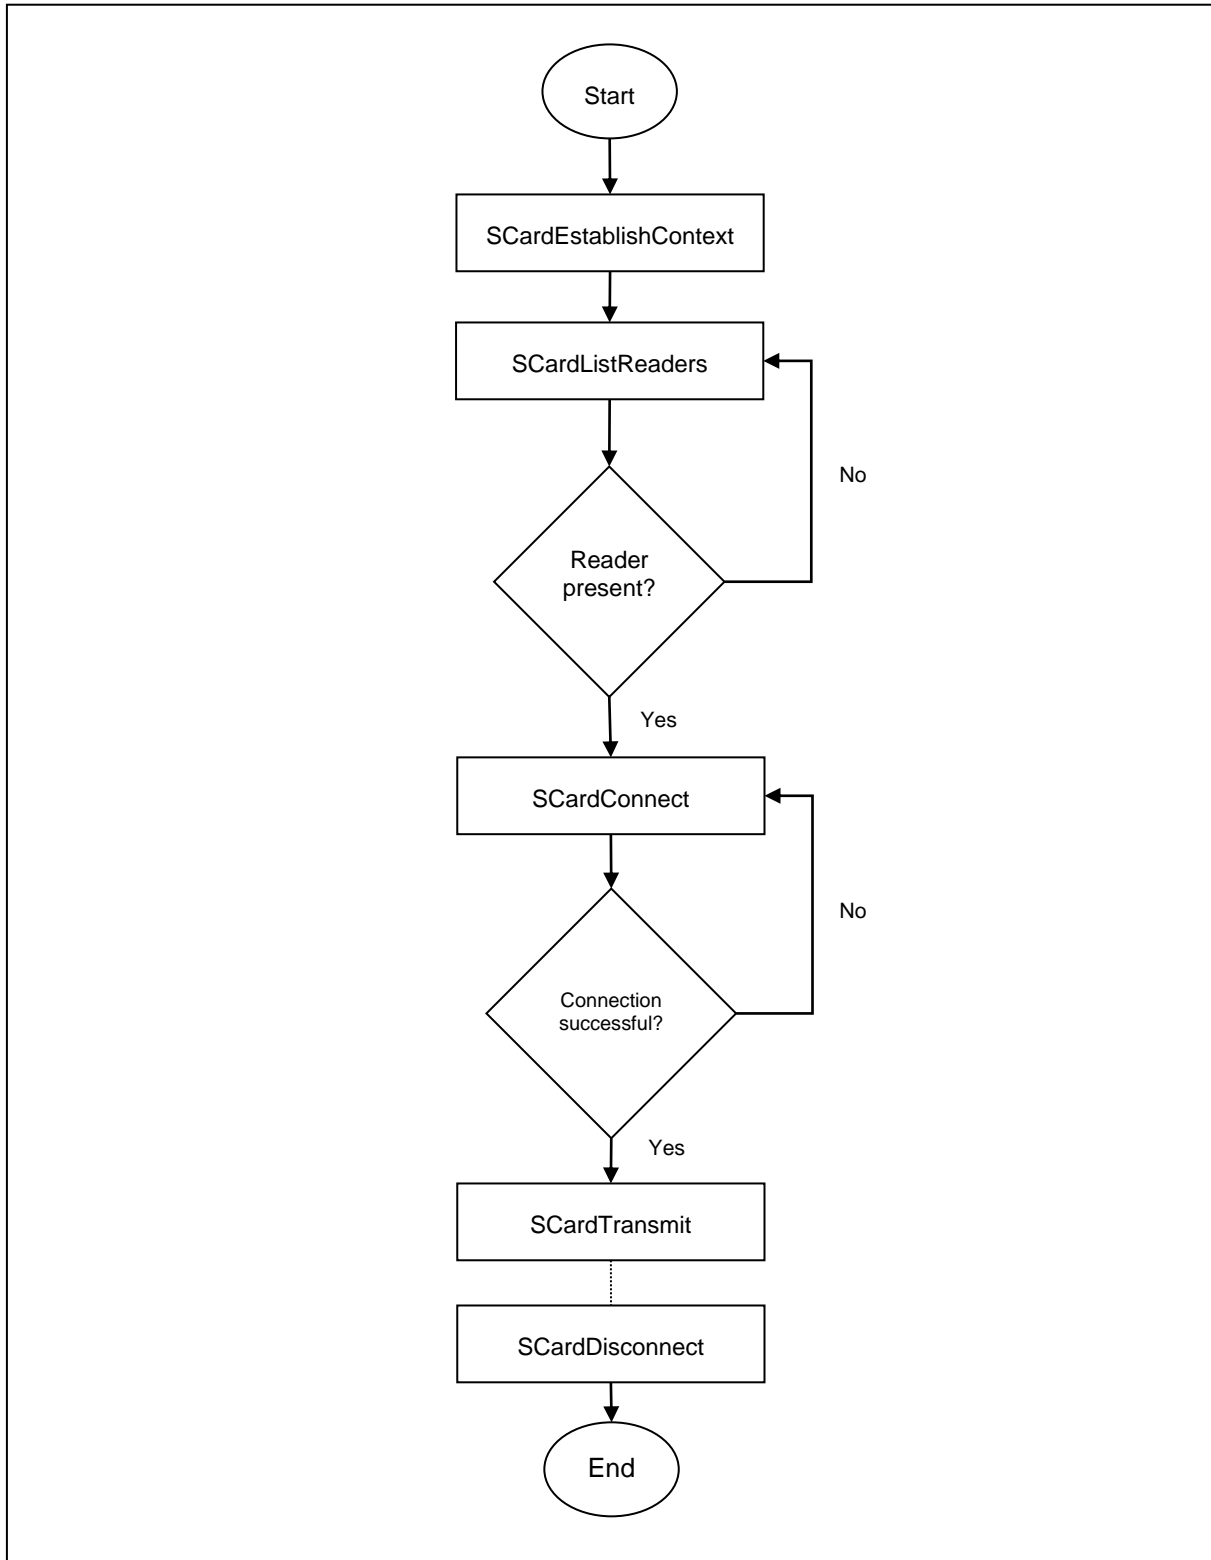 Start
SCardEstablishContext
SCardListReaders
No
Reader
present?
Yes
SCardConnect
No
Connection
successful?
Yes
SCardTransmit
SCardDisconnect
End